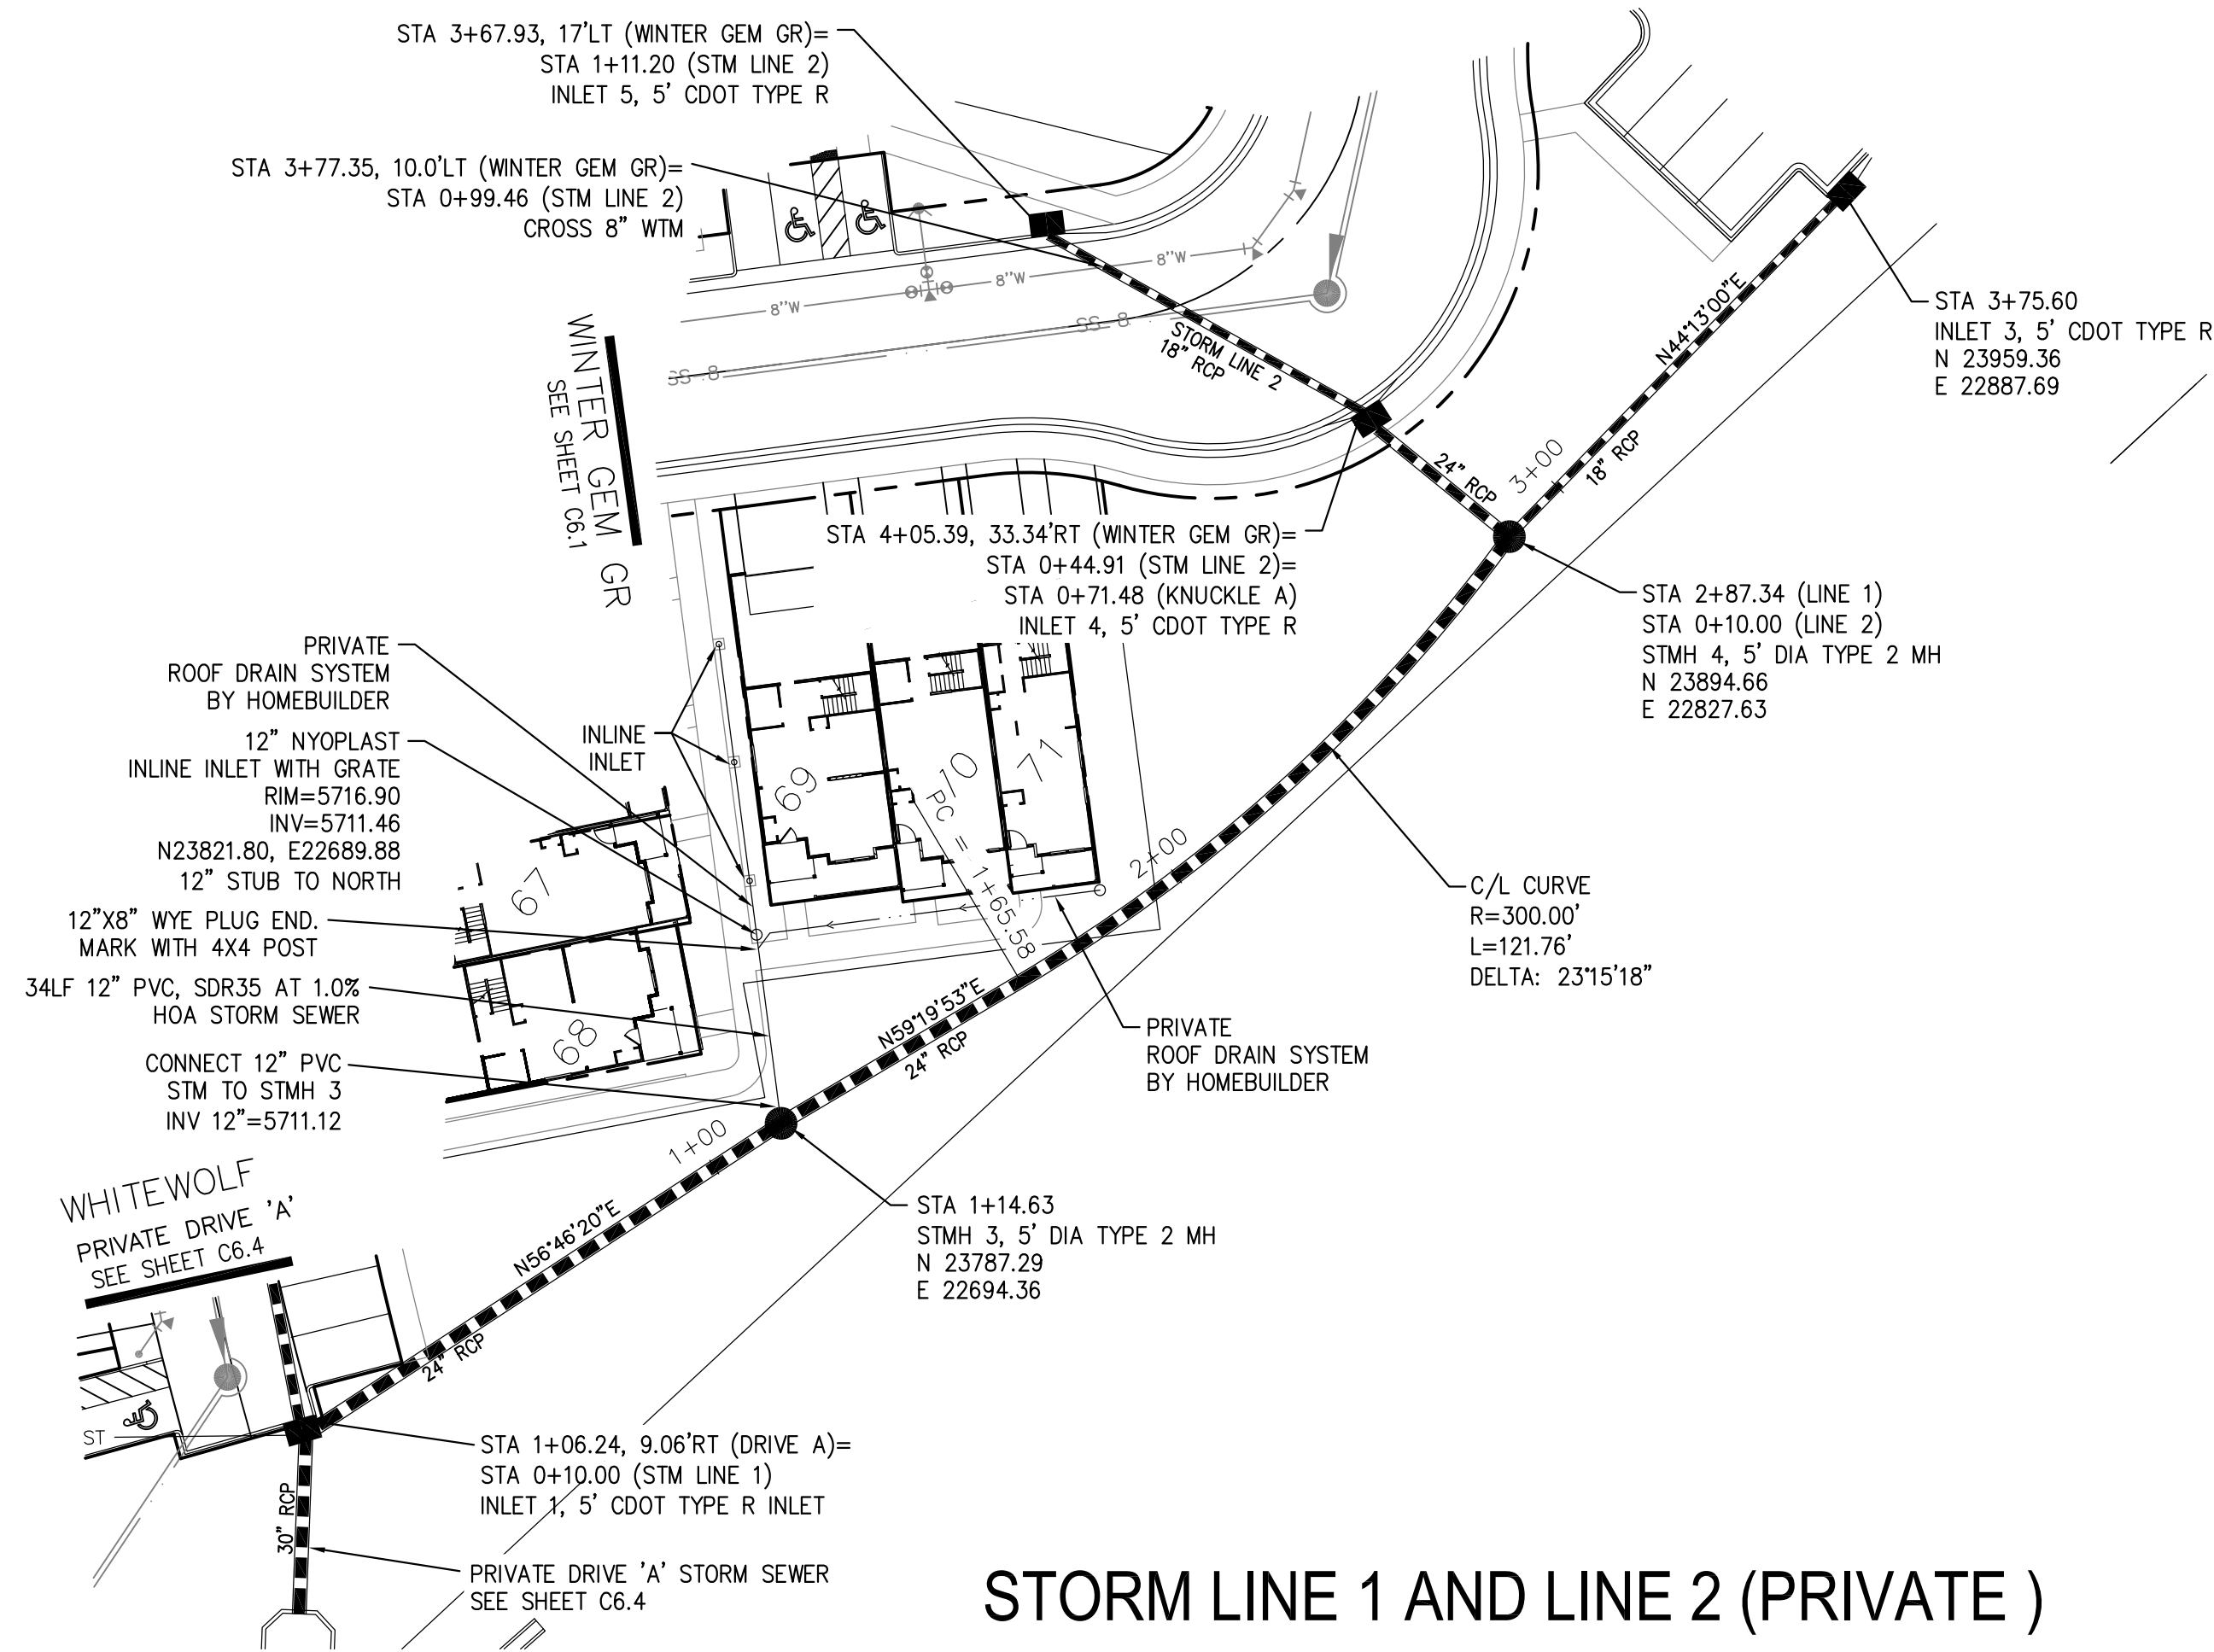 STA 3+67.93, 17'LT (WINTER GEM GR)=
STA 1+11.20 (STM LINE 2)
INLET 5, 5' CDOT TYPE R
STA 3+77.35, 10.0'LT (WINTER GEM GR)=
STA 0+99.46 (STM LINE 2)
CROSS 8" WTM
8"W
8"W
8"W
SS 8
SS 8
STORM LINE 2
18" RCP
WINTER GEM GR
SEE SHEET C6.1
N44°13'00"E
18" RCP
3+00
24" RCP
STA 3+75.60
INLET 3, 5' CDOT TYPE R
N 23959.36
E 22887.69
STA 4+05.39, 33.34'RT (WINTER GEM GR)=
STA 0+44.91 (STM LINE 2)=
STA 0+71.48 (KNUCKLE A)
INLET 4, 5' CDOT TYPE R
STA 2+87.34 (LINE 1)
STA 0+10.00 (LINE 2)
STMH 4, 5' DIA TYPE 2 MH
N 23894.66
E 22827.63
PRIVATE
ROOF DRAIN SYSTEM
BY HOMEBUILDER
INLINE
INLET
12" NYOPLAST
INLINE INLET WITH GRATE
RIM=5716.90
INV=5711.46
N23821.80, E22689.88
12" STUB TO NORTH
69
70
71
67
68
PC = 1+65.58
2+00
12"X8" WYE PLUG END.
MARK WITH 4X4 POST
34LF 12" PVC, SDR35 AT 1.0%
HOA STORM SEWER
CONNECT 12" PVC
STM TO STMH 3
INV 12"=5711.12
C/L CURVE
R=300.00'
L=121.76'
DELTA: 23°15'18"
N59°19'53"E
24" RCP
PRIVATE
ROOF DRAIN SYSTEM
BY HOMEBUILDER
1+00
STA 1+14.63
STMH 3, 5' DIA TYPE 2 MH
N 23787.29
E 22694.36
WHITEWOLF
PRIVATE DRIVE 'A'
SEE SHEET C6.4
N56°46'20"E
24" RCP
ST
STA 1+06.24, 9.06'RT (DRIVE A)=
STA 0+10.00 (STM LINE 1)
INLET 1, 5' CDOT TYPE R INLET
30" RCP
PRIVATE DRIVE 'A' STORM SEWER
SEE SHEET C6.4
STORM LINE 1 AND LINE 2 (PRIVATE )